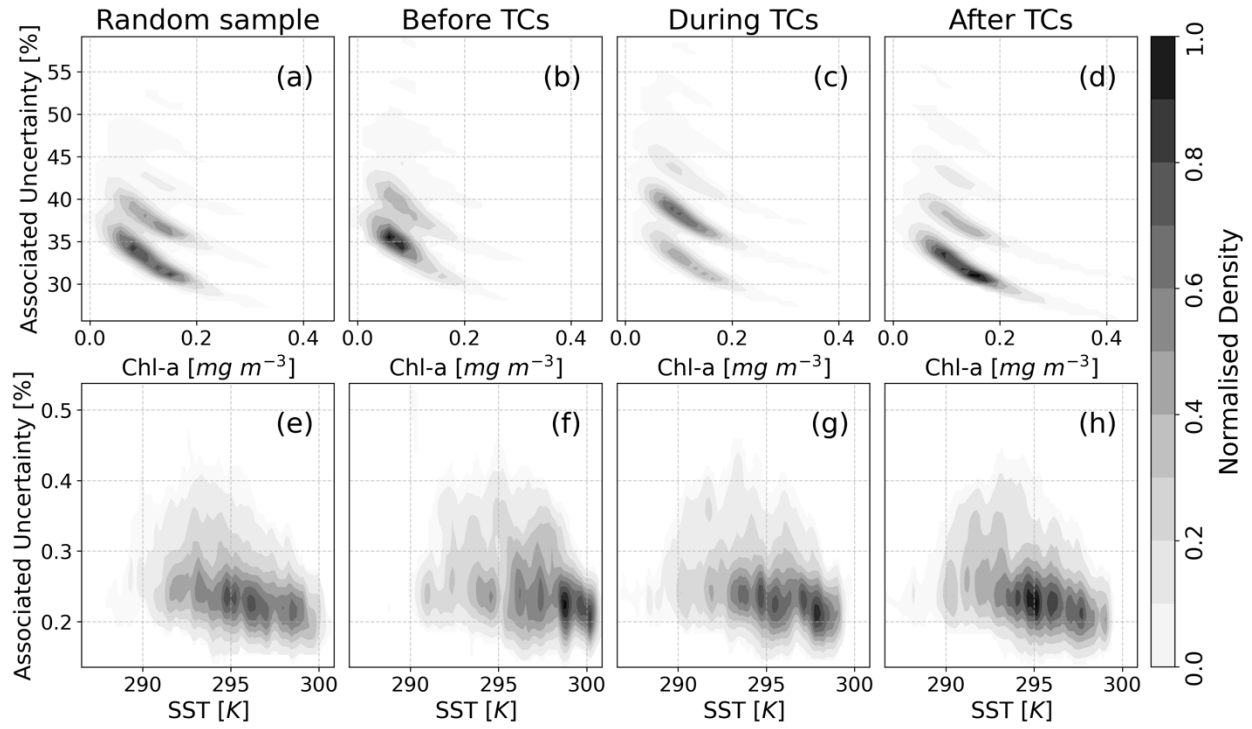 Random sample
Before TCs
During TCs
After TCs
Associated Uncertainty [%]
55
50
45
40
35
30
(a)
(b)
(c)
(d)
0.0 0.2 0.4
0.0 0.2 0.4
0.0 0.2 0.4
0.0 0.2 0.4
Chl-a [mg m⁻³]
Chl-a [mg m⁻³]
Chl-a [mg m⁻³]
Chl-a [mg m⁻³]
Associated Uncertainty [%]
0.5
0.4
0.3
0.2
(e)
(f)
(g)
(h)
290 295 300
290 295 300
290 295 300
290 295 300
SST [K]
SST [K]
SST [K]
SST [K]
1.0
0.8
0.6
0.4
0.2
0.0
Normalised Density